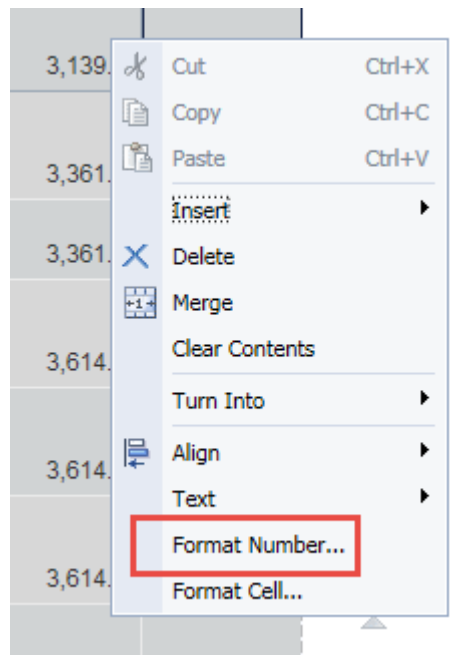 3,139.
Cut Ctrl+X
Copy Ctrl+C
Paste Ctrl+V
3,361.
Insert
3,361.
Delete
Merge
Clear Contents
3,614.
Turn Into
Align
3,614.
Text
Format Number...
3,614.
Format Cell...